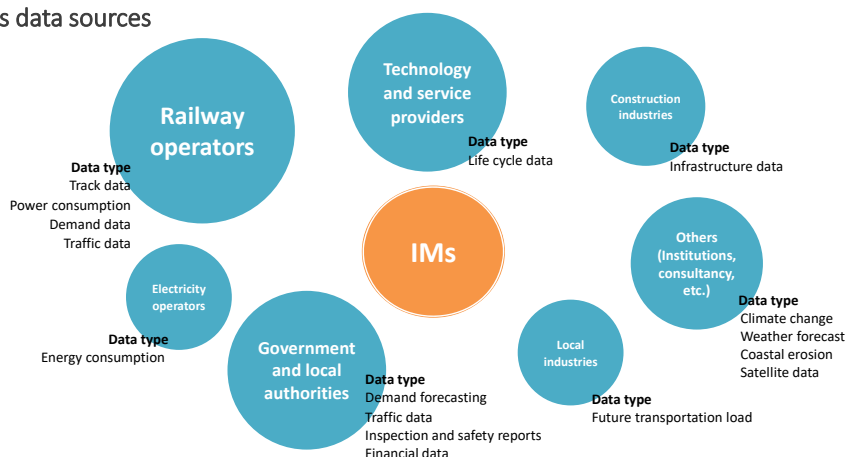 s data sources
Railway
operators
Data type
Track data
Power consumption
Demand data
Traffic data
Technology
and service
providers
Data type
Life cycle data
Construction
industries
Data type
Infrastructure data
IMs
Others
(Institutions,
consultancy,
etc.)
Data type
Climate change
Weather forecast
Coastal erosion
Satellite data
Electricity
operators
Data type
Energy consumption
Government
and local
authorities
Data type
Demand forecasting
Traffic data
Inspection and safety reports
Financial data
Local
industries
Data type
Future transportation load